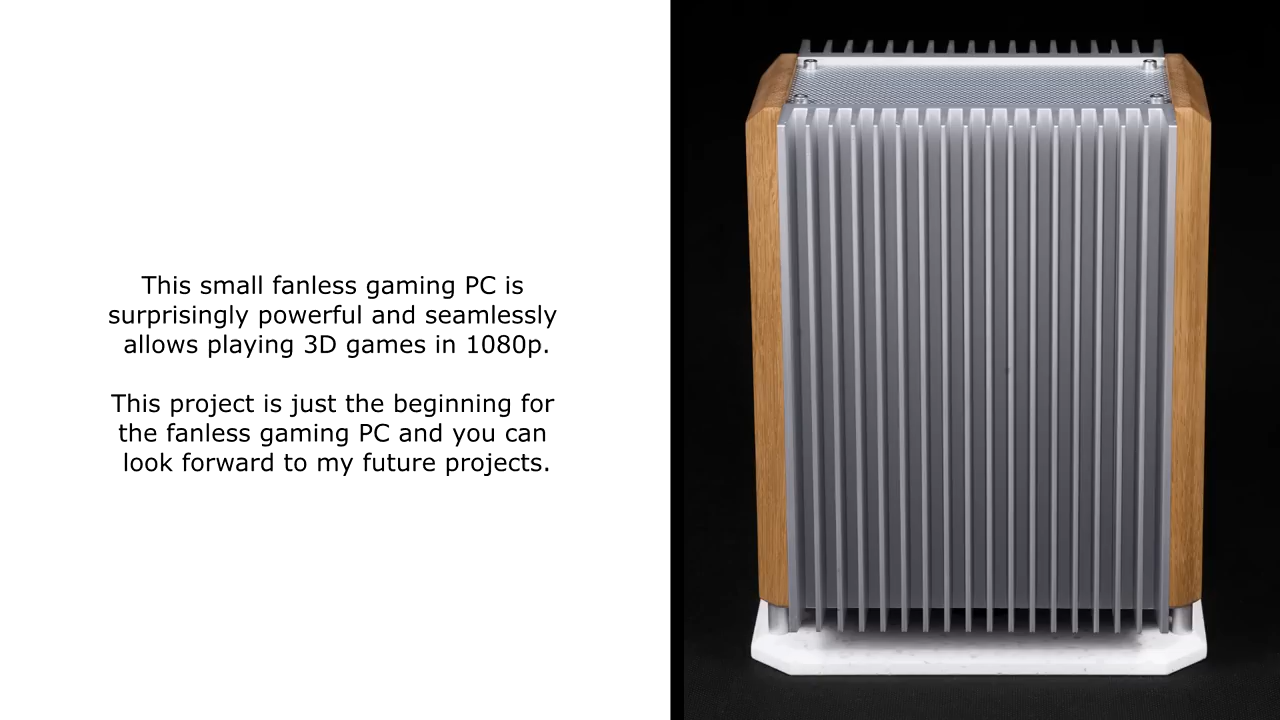 This small fanless gaming PC is
surprisingly powerful and seamlessly
allows playing 3D games in 1080p.
This project is just the beginning for
the fanless gaming PC and you can
look forward to my future projects.